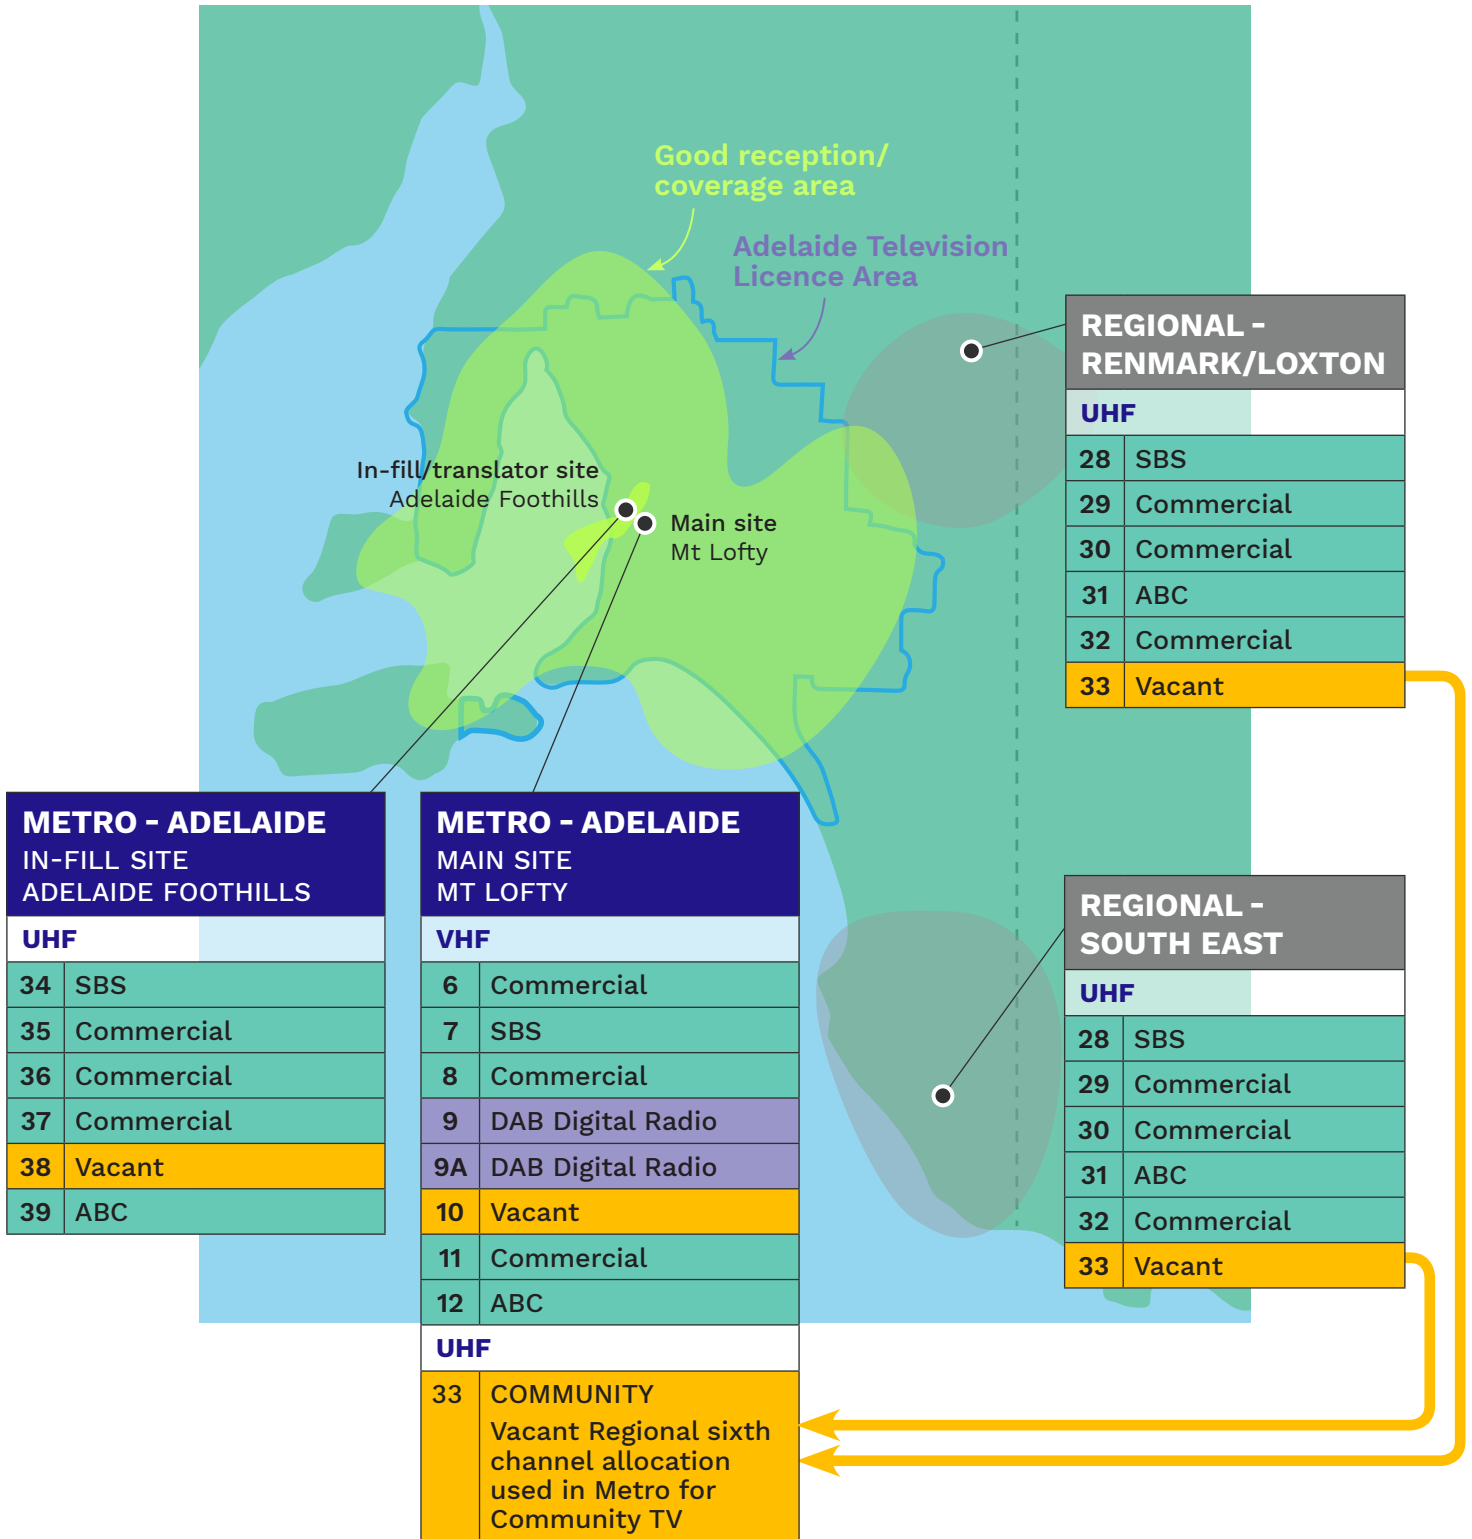 Good reception/
coverage area
Adelaide Television
Licence Area
In-fill/translator site
Adelaide Foothills
Main site
Mt Lofty
REGIONAL -
RENMARK/LOXTON
UHF
28 SBS
29 Commercial
30 Commercial
31 ABC
32 Commercial
33 Vacant
METRO - ADELAIDE
IN-FILL SITE
ADELAIDE FOOTHILLS
UHF
34 SBS
35 Commercial
36 Commercial
37 Commercial
38 Vacant
39 ABC
METRO - ADELAIDE
MAIN SITE
MT LOFTY
VHF
6 Commercial
7 SBS
8 Commercial
9 DAB Digital Radio
9A DAB Digital Radio
10 Vacant
11 Commercial
12 ABC
UHF
33 COMMUNITY
Vacant Regional sixth
channel allocation
used in Metro for
Community TV
REGIONAL -
SOUTH EAST
UHF
28 SBS
29 Commercial
30 Commercial
31 ABC
32 Commercial
33 Vacant